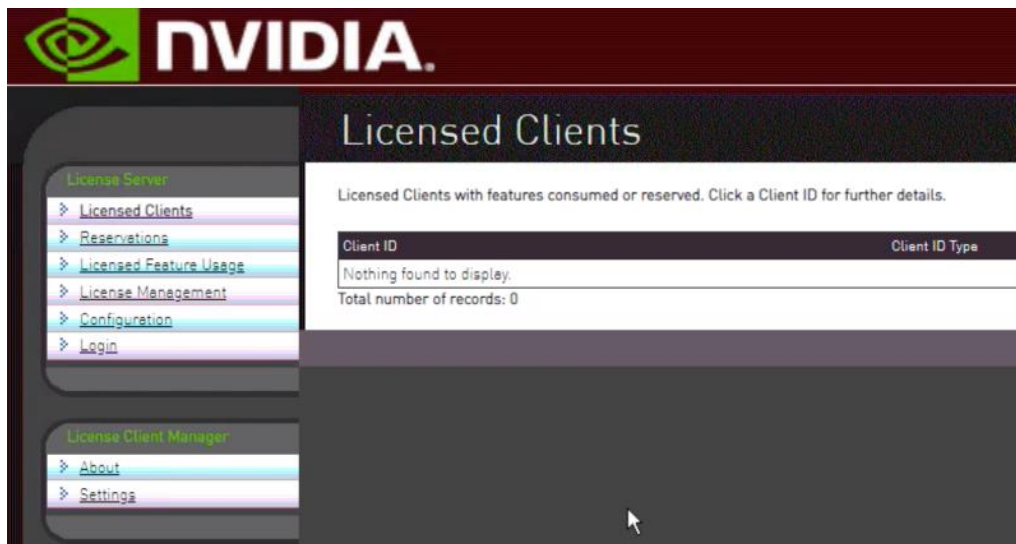 NVIDIA.
Licensed Clients
License Server
Licensed Clients
Reservations
Licensed Feature Usage
License Management
Configuration
Login
License Client Manager
About
Settings
Licensed Clients with features consumed or reserved. Click a Client ID for further details.
Client ID Client ID Type
Nothing found to display.
Total number of records: 0